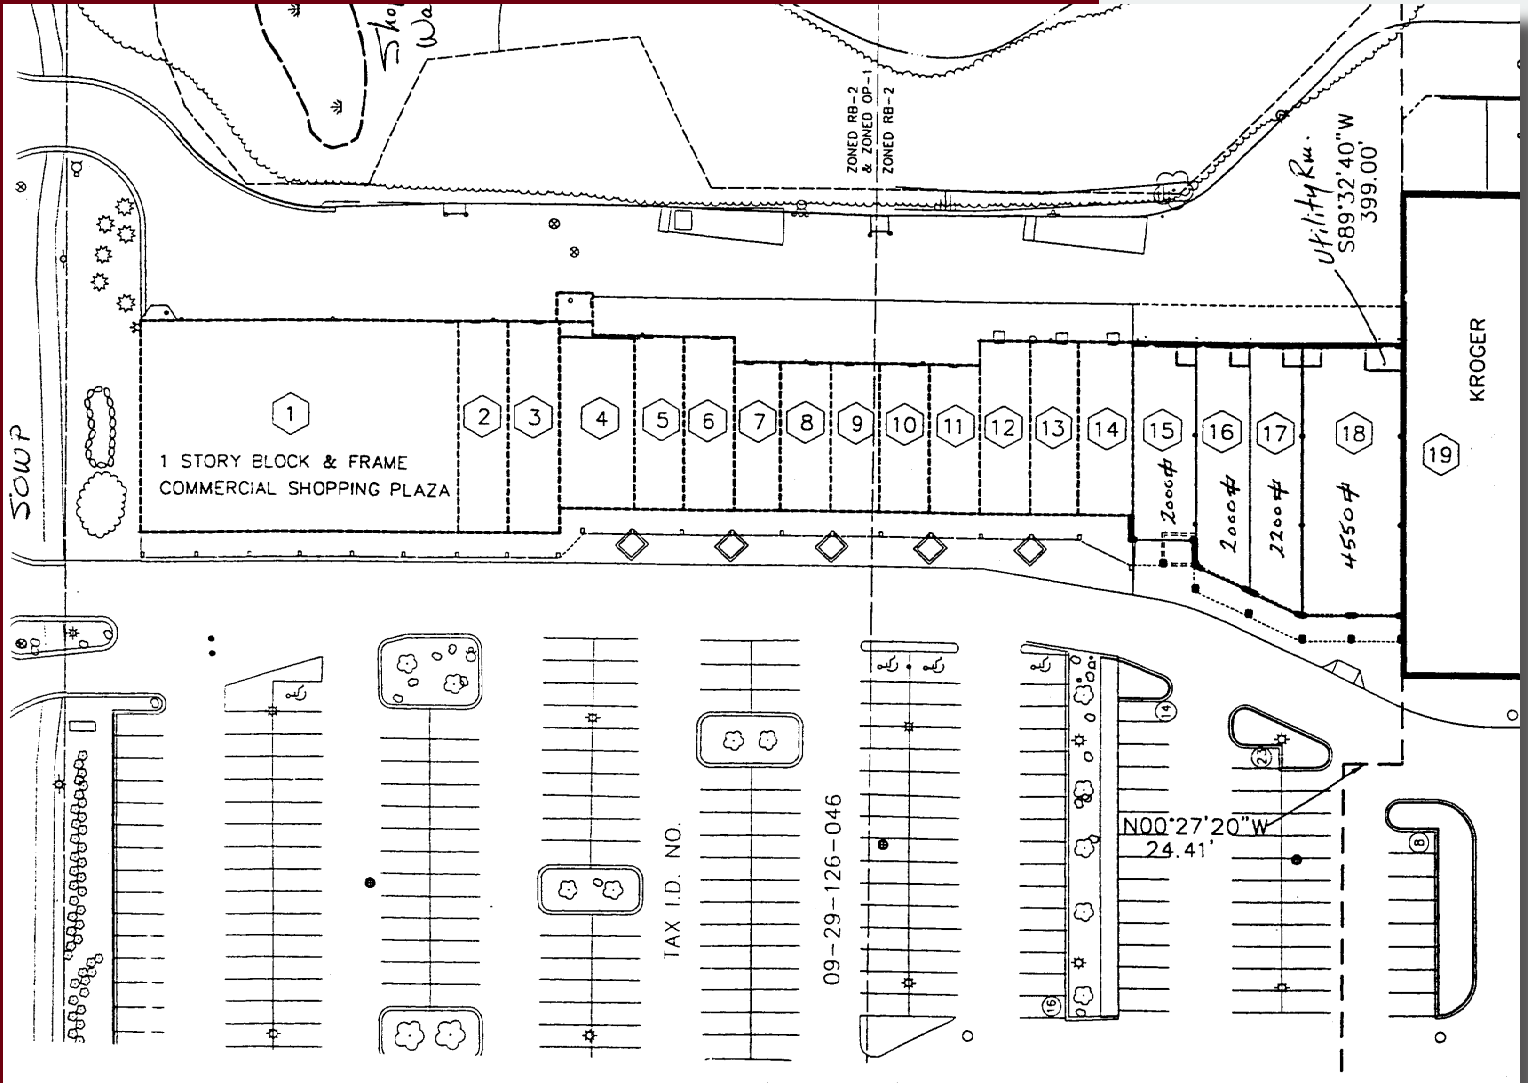 Sho
Wa
ZONED RB-2
& ZONED OP-1
ZONED RB-2
Utility Rm.
S89°32'40"W
399.00'
KROGER
1
2
3
4
5
6
7
8
9
10
11
12
13
14
15
16
17
18
19
1 STORY BLOCK & FRAME
COMMERCIAL SHOPPING PLAZA
2000
2000
2200
4550
TAX I.D. NO.
09-29-126-046
14
23
N00°27'20"W
24.41'
8
16